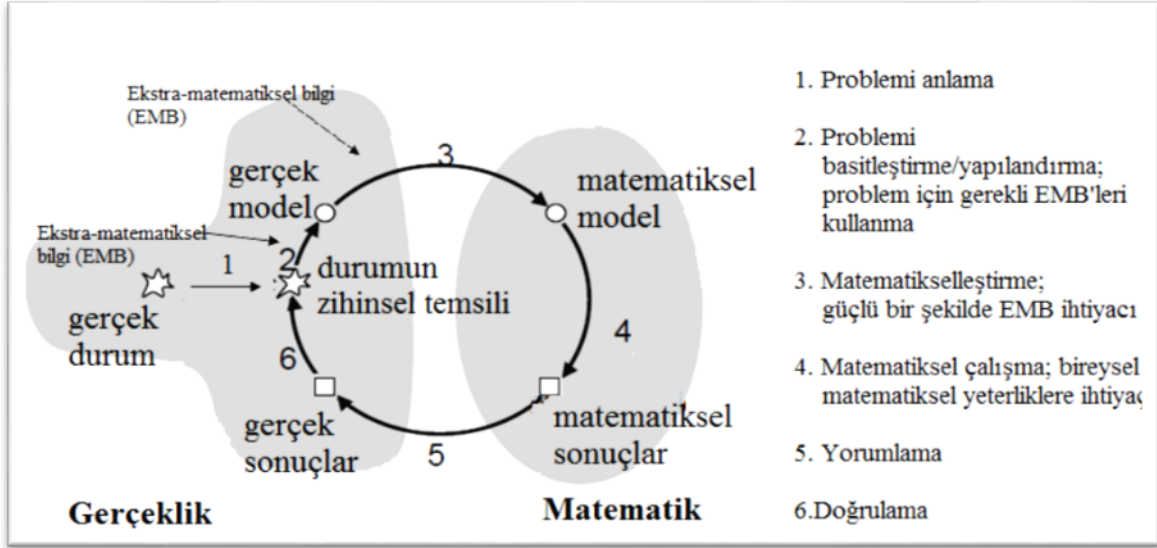 Ekstra-matematiksel bilgi
(EMB)
3
gerçek
model
matematiksel
model
Ekstra-matematiksel
bilgi (EMB)
1
2
durumun
zihinsel temsili
gerçek
durum
6
4
gerçek
sonuçlar
5
matematiksel
sonuçlar
Gerçeklik
Matematik
1. Problemi anlama
2. Problemi
basitleştirme/yapılandırma;
problem için gerekli EMB'leri
kullanma
3. Matematikselleştirme;
güçlü bir şekilde EMB ihtiyacı
4. Matematiksel çalışma; bireysel
matematiksel yeterliklere ihtiyaç
5. Yorumlama
6.Doğrulama